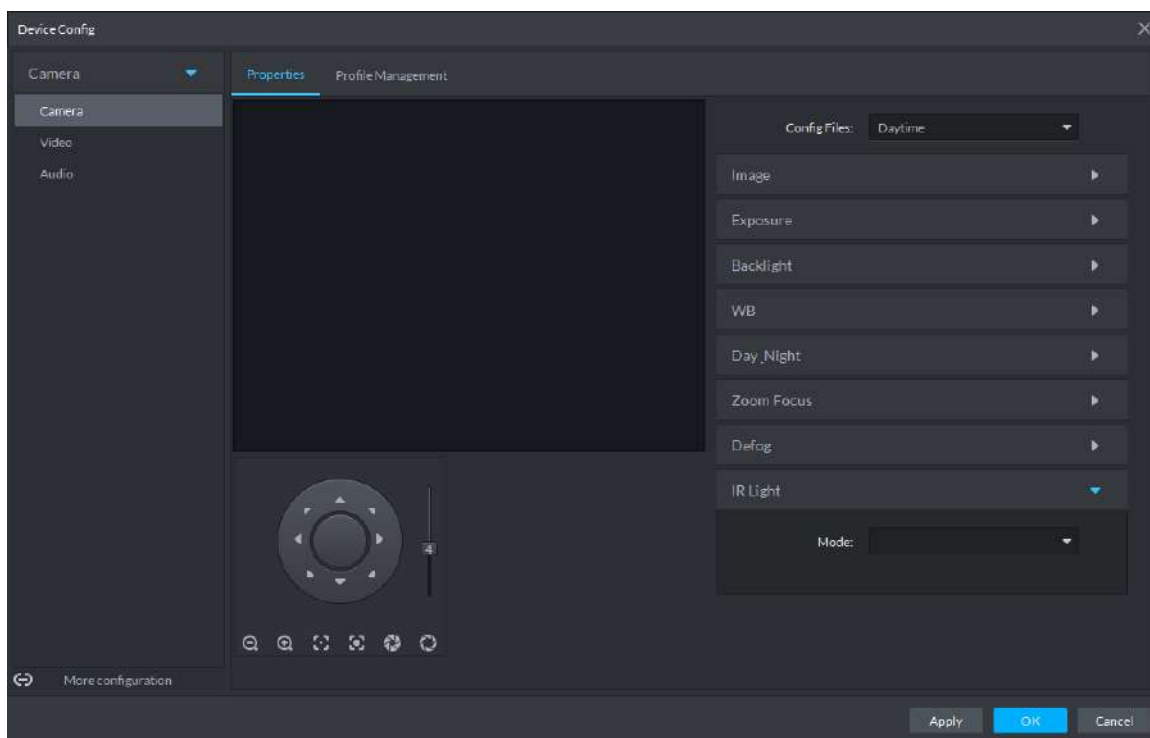 Device Config
Camera
Properties Profile Management
Camera
Video
Audio
Config Files: Daytime
Image
Exposure
Backlight
WB
Day_Night
Zoom Focus
Defog
IR Light
Mode:
4
More configuration
Apply OK Cancel